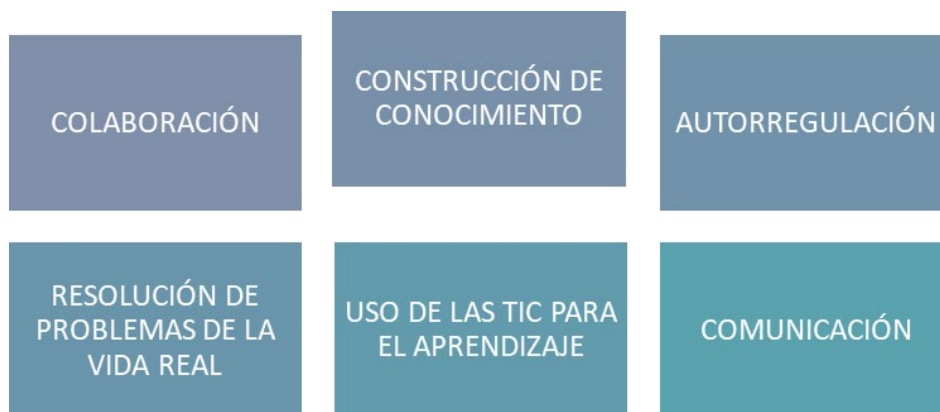 COLABORACIÓN
CONSTRUCCIÓN DE
CONOCIMIENTO
AUTORREGULACIÓN
RESOLUCIÓN DE
PROBLEMAS DE LA
VIDA REAL
USO DE LAS TIC PARA
EL APRENDIZAJE
COMUNICACIÓN